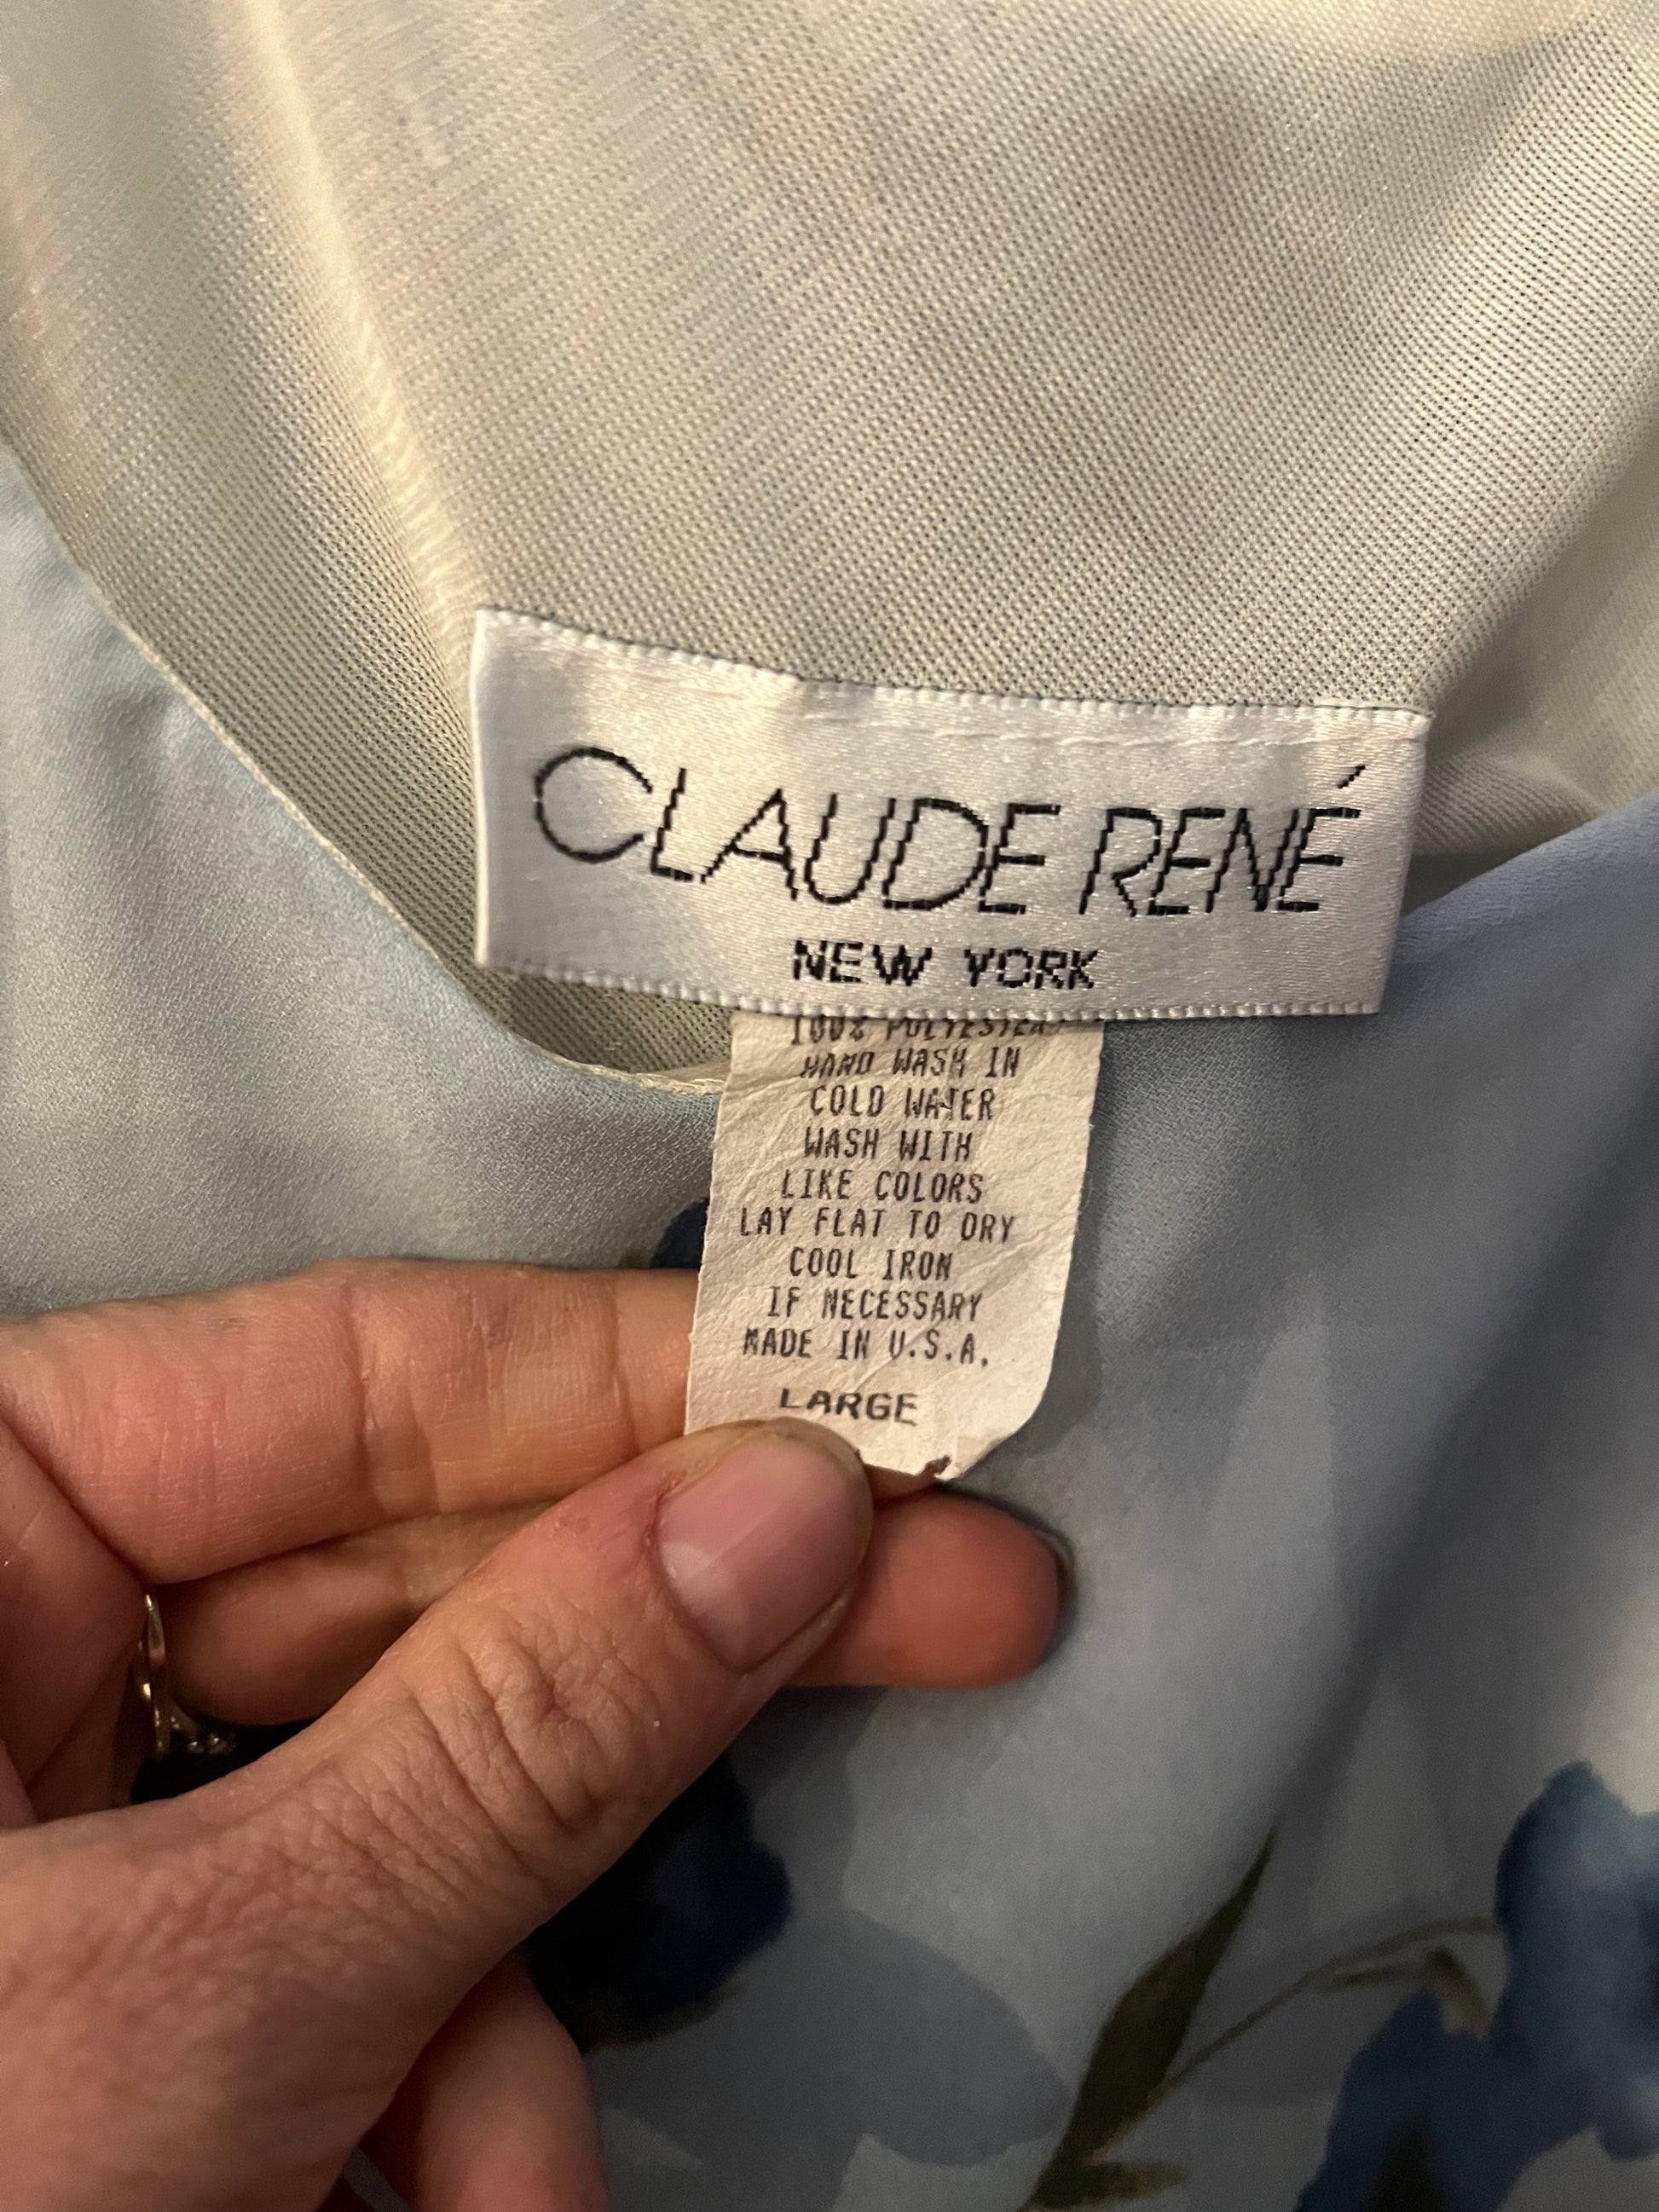 CLAUDE RENÉ
NEW YORK
100% POLYESTER
HAND WASH IN
COLD WATER
WASH WITH
LIKE COLORS
LAY FLAT TO DRY
COOL IRON
IF NECESSARY
MADE IN U.S.A.
LARGE